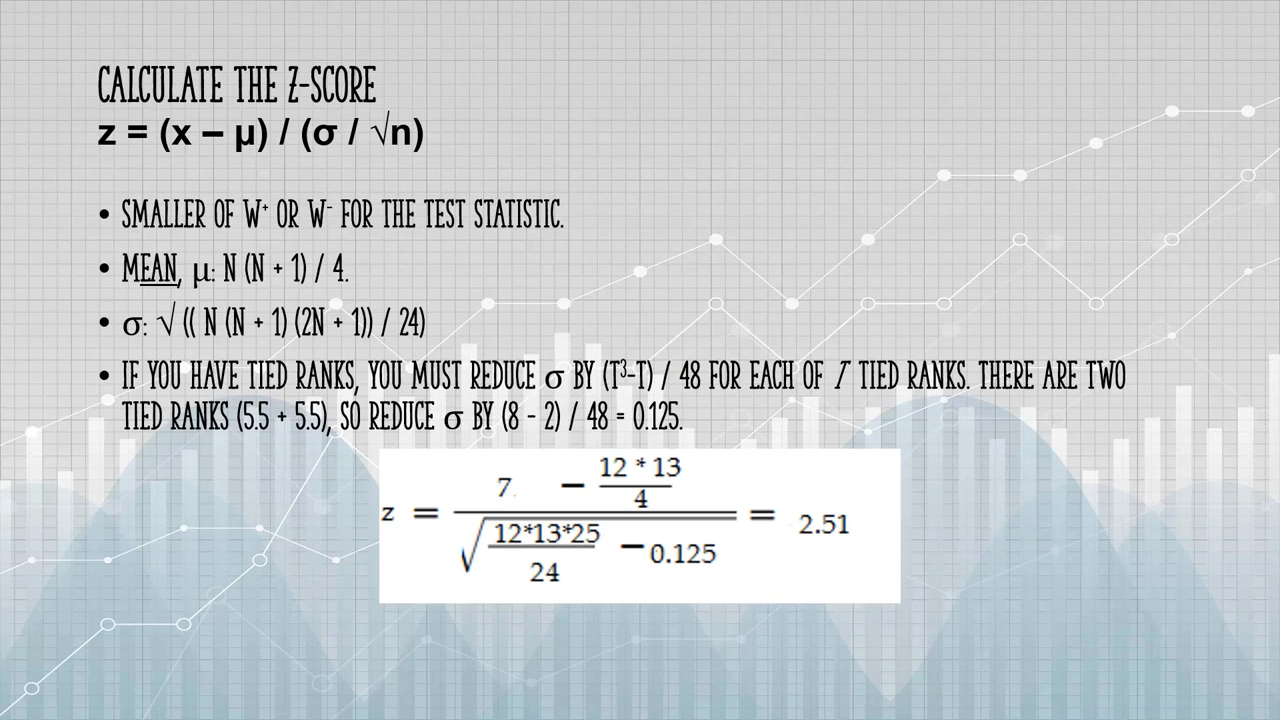 CALCULATE THE Z-SCORE
z = (x – μ) / (σ / √n)
• SMALLER OF W⁺ OR W⁻ FOR THE TEST STATISTIC.
• MEAN, μ: N (N + 1) / 4.
• σ: √ (( N (N + 1) (2N + 1)) / 24)
• IF YOU HAVE TIED RANKS, YOU MUST REDUCE σ BY (T³–T) / 48 FOR EACH OF T TIED RANKS. THERE ARE TWO
TIED RANKS (5.5 + 5.5), SO REDUCE σ BY (8 – 2) / 48 = 0.125.
7 – 12 * 13
4
z = = 2.51
√ 12*13*25 – 0.125
24